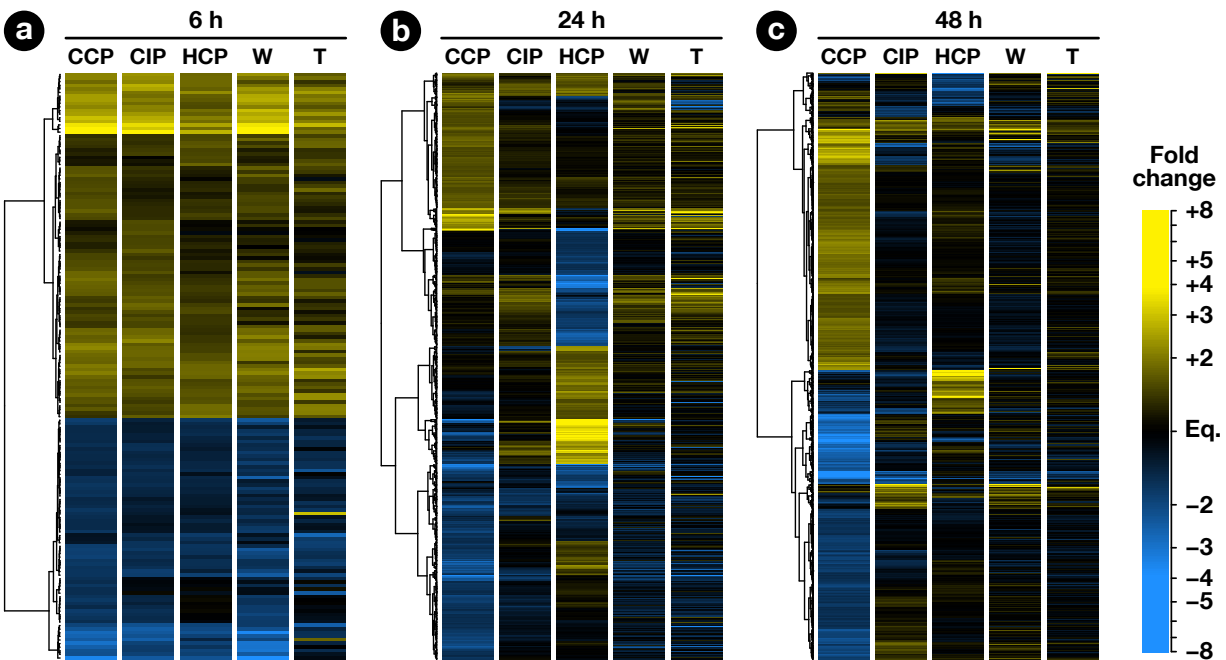 a 6 h
CCP CIP HCP W T
b 24 h
CCP CIP HCP W T
c 48 h
CCP CIP HCP W T
Fold
change
+8
+5
+4
+3
+2
Eq.
−2
−3
−4
−5
−8